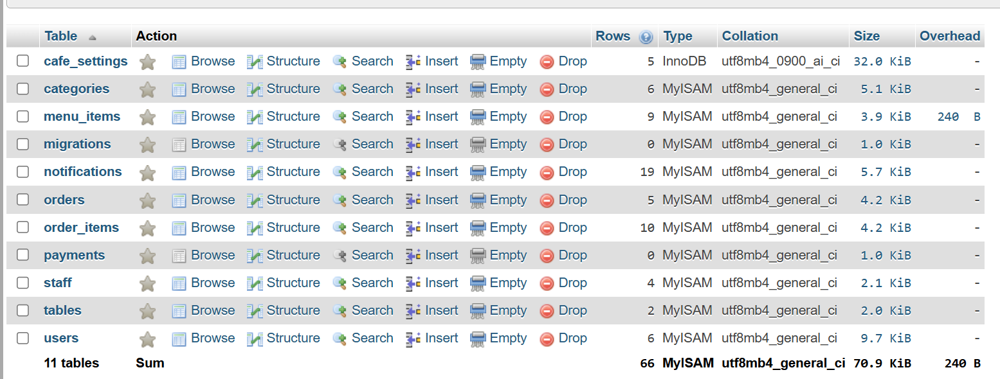 Table Action Rows Type Collation Size Overhead
cafe_settings Browse Structure Search Insert Empty Drop 5 InnoDB utf8mb4_0900_ai_ci 32.0 KiB -
categories Browse Structure Search Insert Empty Drop 6 MyISAM utf8mb4_general_ci 5.1 KiB -
menu_items Browse Structure Search Insert Empty Drop 9 MyISAM utf8mb4_general_ci 3.9 KiB 240 B
migrations Browse Structure Search Insert Empty Drop 0 MyISAM utf8mb4_general_ci 1.0 KiB -
notifications Browse Structure Search Insert Empty Drop 19 MyISAM utf8mb4_general_ci 5.7 KiB -
orders Browse Structure Search Insert Empty Drop 5 MyISAM utf8mb4_general_ci 4.2 KiB -
order_items Browse Structure Search Insert Empty Drop 10 MyISAM utf8mb4_general_ci 4.2 KiB -
payments Browse Structure Search Insert Empty Drop 0 MyISAM utf8mb4_general_ci 1.0 KiB -
staff Browse Structure Search Insert Empty Drop 4 MyISAM utf8mb4_general_ci 2.1 KiB -
tables Browse Structure Search Insert Empty Drop 2 MyISAM utf8mb4_general_ci 2.0 KiB -
users Browse Structure Search Insert Empty Drop 6 MyISAM utf8mb4_general_ci 9.7 KiB -
11 tables Sum 66 MyISAM utf8mb4_general_ci 70.9 KiB 240 B